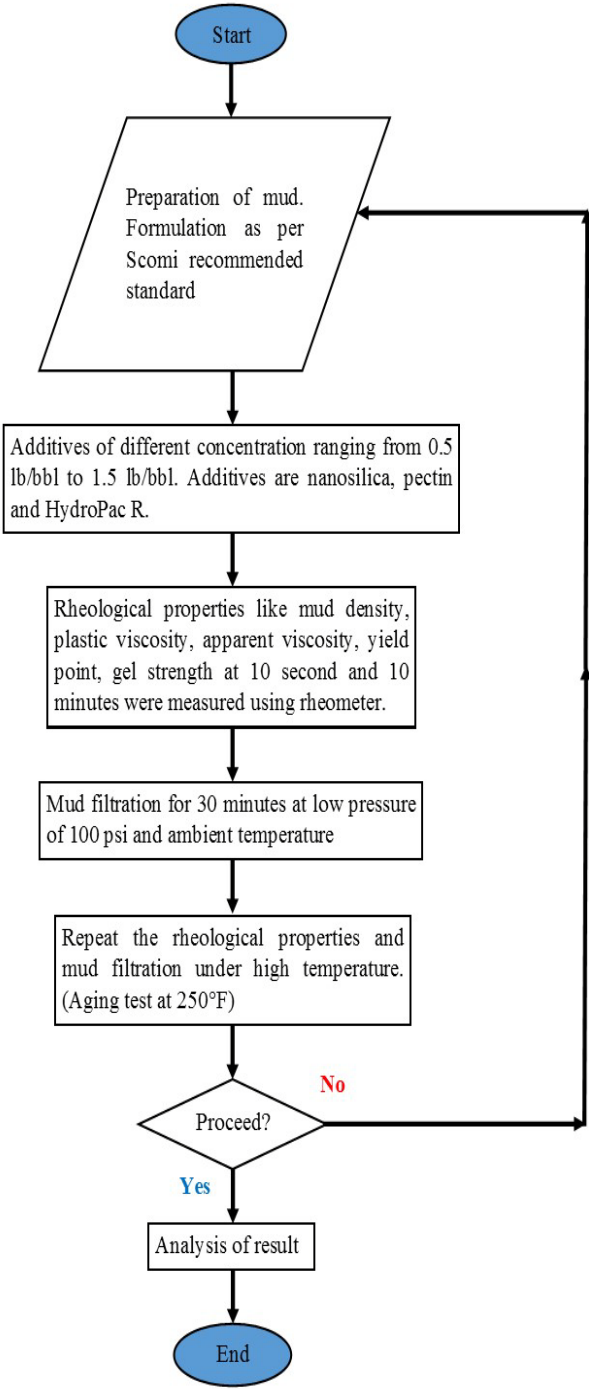 Start
Preparation of mud.
Formulation as per
Scomi recommended
standard
Additives of different concentration ranging from 0.5
lb/bbl to 1.5 lb/bbl. Additives are nanosilica, pectin
and HydroPac R.
Rheological properties like mud density,
plastic viscosity, apparent viscosity, yield
point, gel strength at 10 second and 10
minutes were measured using rheometer.
Mud filtration for 30 minutes at low pressure
of 100 psi and ambient temperature
Repeat the rheological properties and
mud filtration under high temperature.
(Aging test at 250°F)
No
Proceed?
Yes
Analysis of result
End